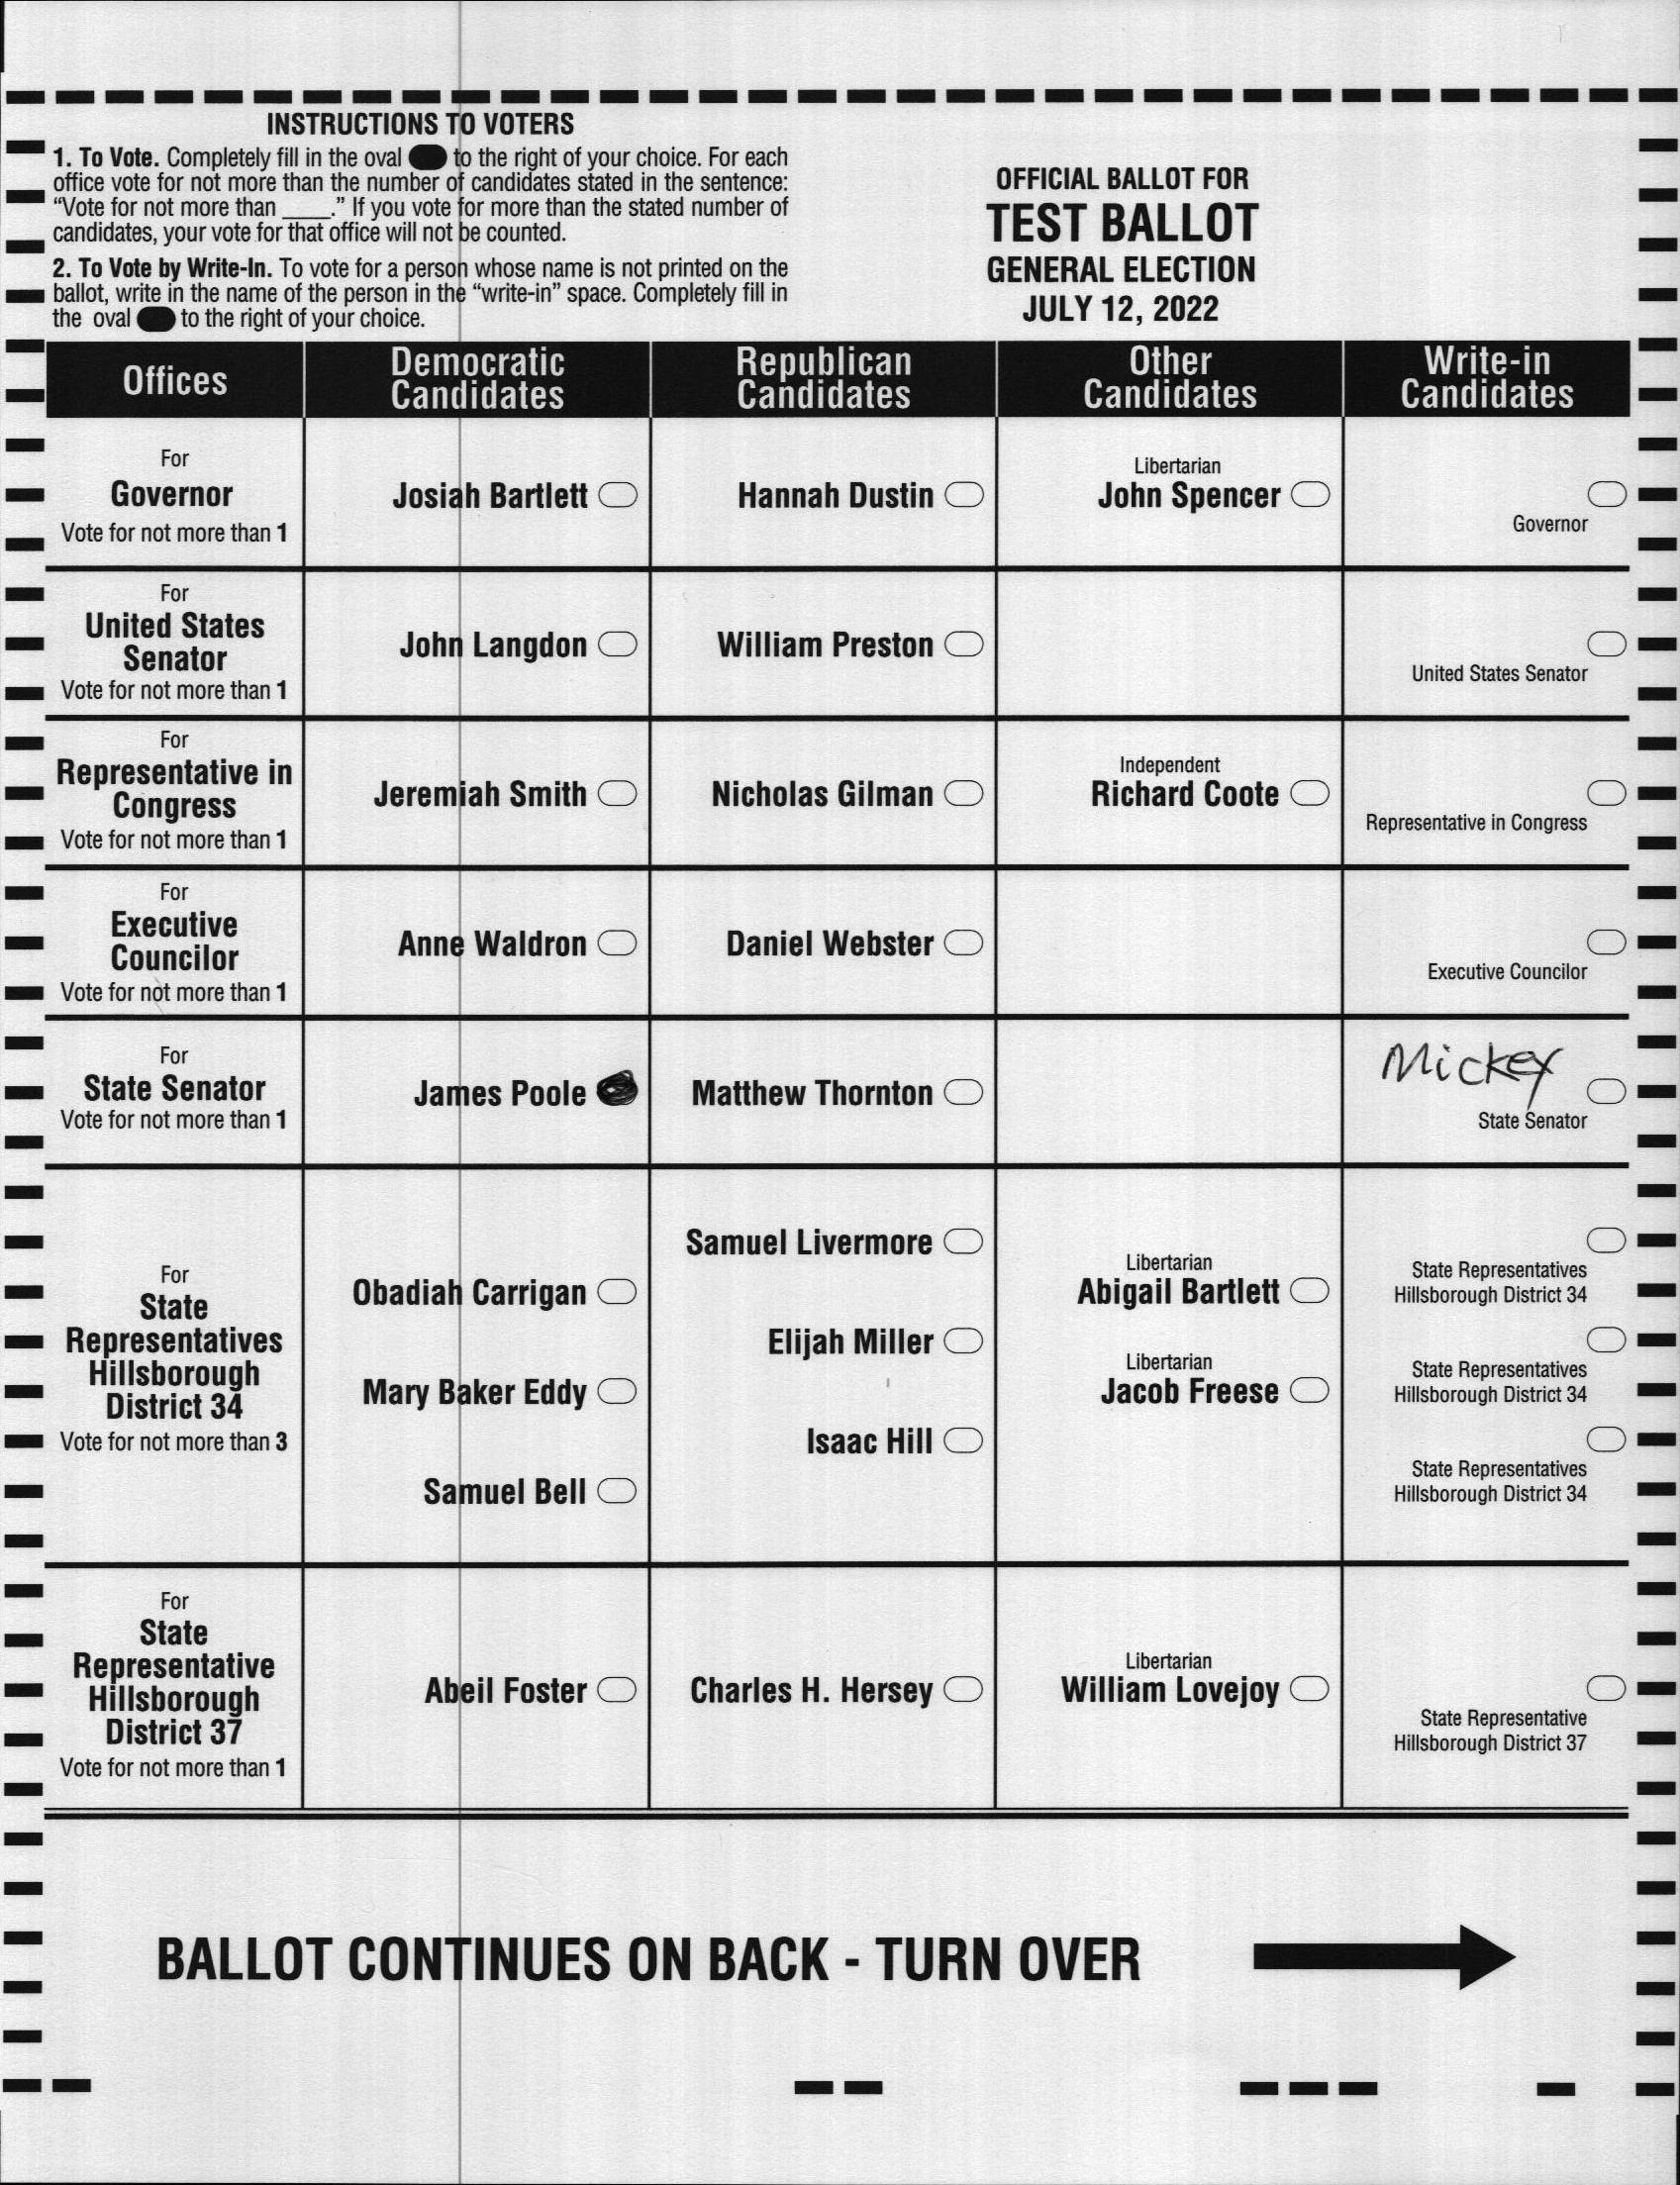 INSTRUCTIONS TO VOTERS
1. To Vote. Completely fill in the oval to the right of your choice. For each
office vote for not more than the number of candidates stated in the sentence:
“Vote for not more than ____.” If you vote for more than the stated number of
candidates, your vote for that office will not be counted.
2. To Vote by Write-In. To vote for a person whose name is not printed on the
ballot, write in the name of the person in the “write-in” space. Completely fill in
the oval to the right of your choice.
OFFICIAL BALLOT FOR
TEST BALLOT
GENERAL ELECTION
JULY 12, 2022
Offices
Democratic
Candidates
Republican
Candidates
Other
Candidates
Write-in
Candidates
For
Governor
Vote for not more than 1
Josiah Bartlett
Hannah Dustin
Libertarian
John Spencer
Governor
For
United States
Senator
Vote for not more than 1
John Langdon
William Preston
United States Senator
For
Representative in
Congress
Vote for not more than 1
Jeremiah Smith
Nicholas Gilman
Independent
Richard Coote
Representative in Congress
For
Executive
Councilor
Vote for not more than 1
Anne Waldron
Daniel Webster
Executive Councilor
For
State Senator
Vote for not more than 1
James Poole
Matthew Thornton
Mickey
State Senator
For
State
Representatives
Hillsborough
District 34
Vote for not more than 3
Obadiah Carrigan
Mary Baker Eddy
Samuel Bell
Samuel Livermore
Elijah Miller
Isaac Hill
Libertarian
Abigail Bartlett
Libertarian
Jacob Freese
State Representatives
Hillsborough District 34
State Representatives
Hillsborough District 34
State Representatives
Hillsborough District 34
For
State
Representative
Hillsborough
District 37
Vote for not more than 1
Abeil Foster
Charles H. Hersey
Libertarian
William Lovejoy
State Representative
Hillsborough District 37
BALLOT CONTINUES ON BACK - TURN OVER